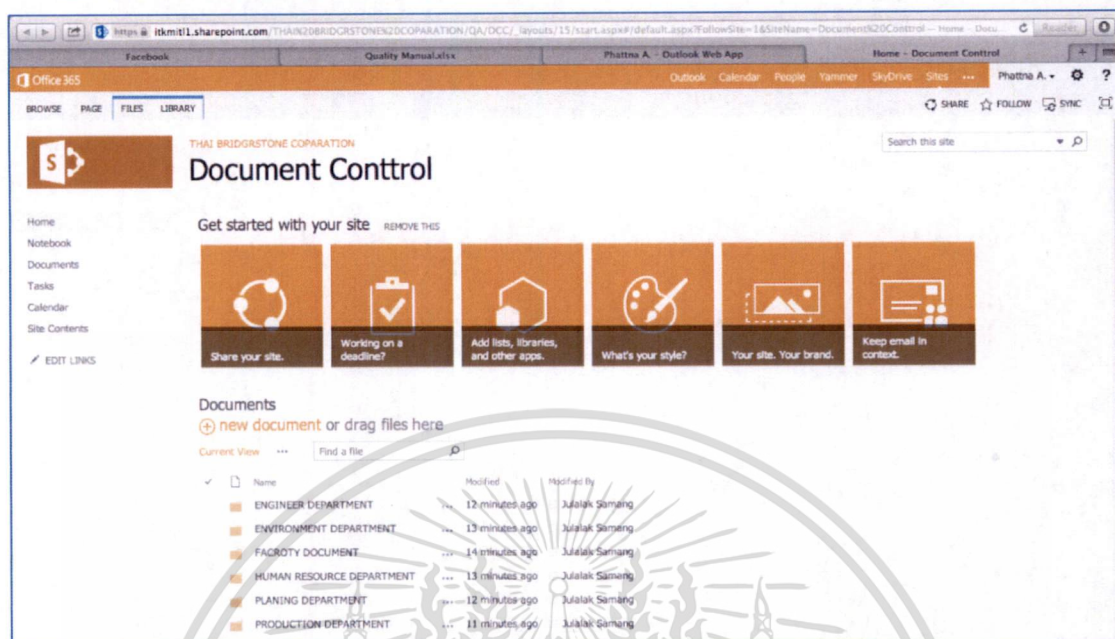 https itkmitl1.sharepoint.com/THAI%20BRIDGRSTONE%20COPARATION/QA/DCC/_layouts/15/start.aspx#/default.aspx?FollowSite=1&SiteName=Document%20Control — Home - Docu Reader
Facebook Quality Manual.xlsx Phattna A. - Outlook Web App Home - Document Conttrol +
Office 365 Outlook Calendar People Yammer SkyDrive Sites ... Phattna A. ?
BROWSE PAGE FILES LIBRARY SHARE FOLLOW SYNC
S THAI BRIDGRSTONE COPARATION Search this site
Document Conttrol
Home
Notebook
Documents
Tasks
Calendar
Site Contents
EDIT LINKS
Get started with your site REMOVE THIS
Share your site.
Working on a
deadline?
Add lists, libraries,
and other apps.
What's your style?
Your site. Your brand.
Keep email in
context.
Documents
+ new document or drag files here
Current View ... Find a file
Name Modified Modified By
ENGINEER DEPARTMENT ... 12 minutes ago Julalak Samang
ENVIRONMENT DEPARTMENT ... 13 minutes ago Julalak Samang
FACROTY DOCUMENT ... 14 minutes ago Julalak Samang
HUMAN RESOURCE DEPARTMENT ... 13 minutes ago Julalak Samang
PLANING DEPARTMENT ... 12 minutes ago Julalak Samang
PRODUCTION DEPARTMENT ... 11 minutes ago Julalak Samang